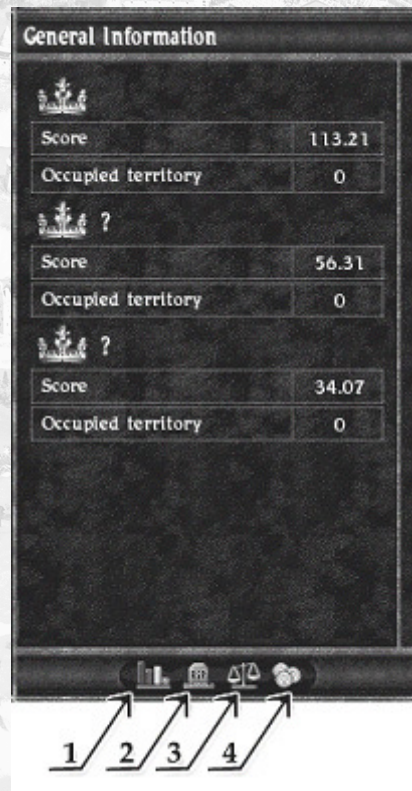 General Information
Score 113.21
Occupied territory 0
?
Score 56.31
Occupied territory 0
?
Score 34.07
Occupied territory 0
1 2 3 4